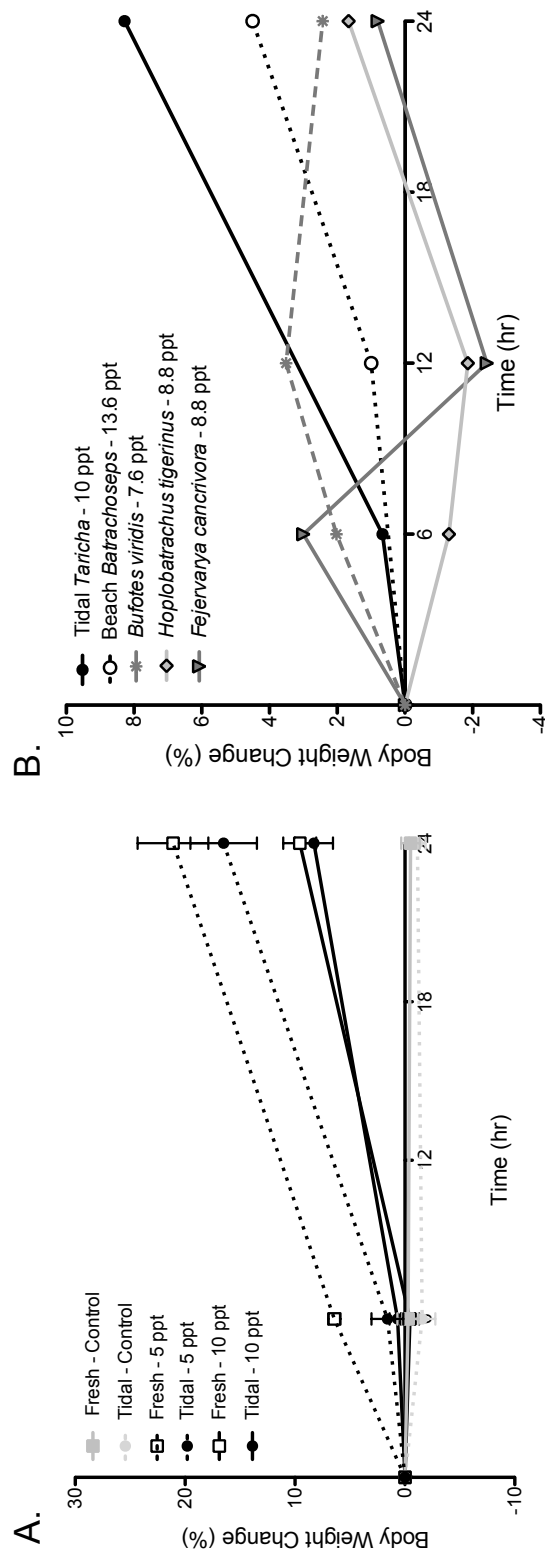 A.
Fresh - Control
Tidal - Control
Fresh - 5 ppt
Tidal - 5 ppt
Fresh - 10 ppt
Tidal - 10 ppt
30
20
10
0
-10
Body Weight Change (%)
12
18
24
Time (hr)
B.
Tidal Taricha - 10 ppt
Beach Batrachoseps - 13.6 ppt
Bufotes viridis - 7.6 ppt
Hoplobatrachus tigerinus - 8.8 ppt
Fejervarya cancrivora - 8.8 ppt
10
8
6
4
2
0
-2
-4
Body Weight Change (%)
6
12
18
24
Time (hr)